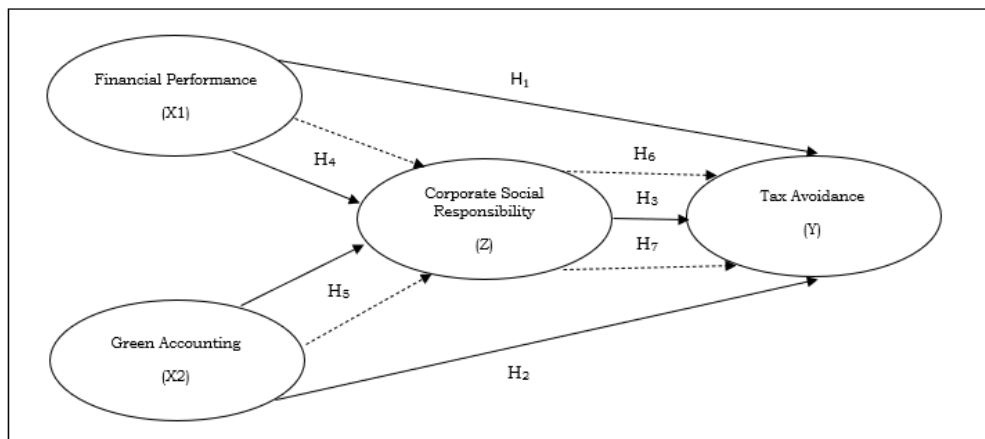 Financial Performance
(X1)
H₁
H₄
H₆
Corporate Social
Responsibility
(Z)
H₃
Tax Avoidance
(Y)
H₇
H₅
Green Accounting
(X2)
H₂